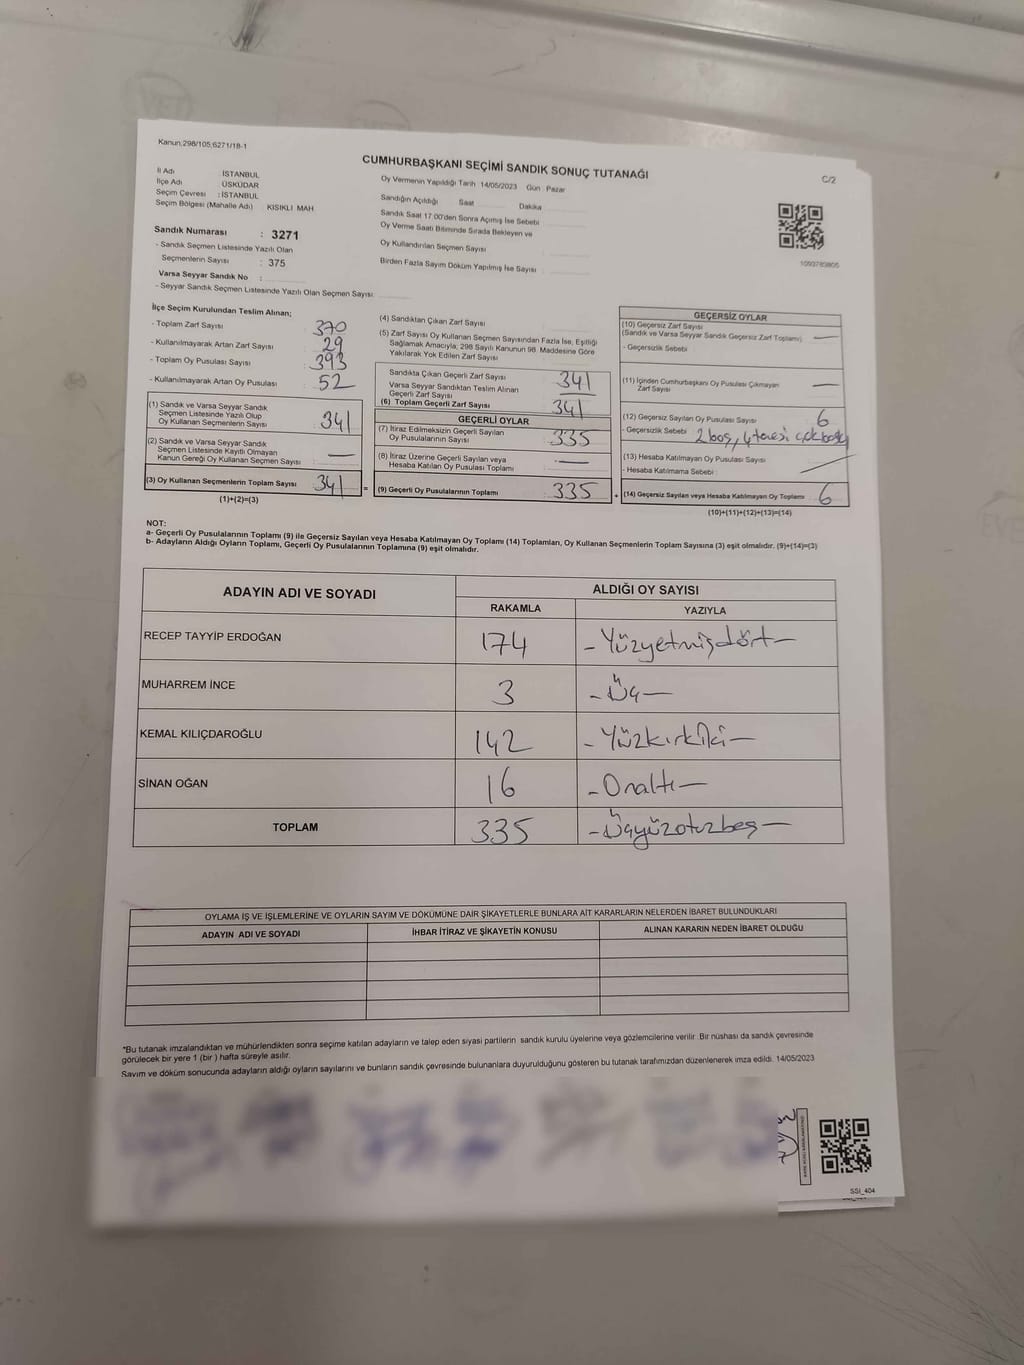 Kanun,298/105,6271/18-1
CUMHURBAŞKANI SEÇİMİ SANDIK SONUÇ TUTANAĞI
C/2
İl Adı : İSTANBUL
İlçe Adı : ÜSKÜDAR
Seçim Çevresi : İSTANBUL
Seçim Bölgesi (Mahalle Adı) : KISIKLI MAH.
Sandık Numarası : 3271
- Sandık Seçmen Listesinde Yazılı Olan
Seçmenlerin Sayısı : 375
Varsa Seyyar Sandık No :
- Seyyar Sandık Seçmen Listesinde Yazılı Olan Seçmen Sayısı:
Oy Vermenin Yapıldığı Tarih :14/05/2023 Gün : Pazar
Sandığın Açıldığı : Saat Dakika
Sandık Saat 17:00'den Sonra Açımış İse Sebebi
Oy Verme Saati Bitiminde Sırada Bekleyen ve
Oy Kullandırılan Seçmen Sayısı :
Birden Fazla Sayım Döküm Yapılmış İse Sayısı :
1093783805
İlçe Seçim Kurulundan Teslim Alınan;
- Toplam Zarf Sayısı : 370
- Kullanılmayarak Artan Zarf Sayısı : 29
- Toplam Oy Pusulası Sayısı : 393
- Kullanılmayarak Artan Oy Pusulası : 52
(1) Sandık ve Varsa Seyyar Sandık
Seçmen Listesinde Yazılı Olup
Oy Kullanan Seçmenlerin Sayısı : 341
(2) Sandık ve Varsa Seyyar Sandık
Seçmen Listesinde Kayıtlı Olmayan
Kanun Gereği Oy Kullanan Seçmen Sayısı : —
(3) Oy Kullanan Seçmenlerin Toplam Sayısı : 341
(1)+(2)=(3)
(4) Sandıktan Çıkan Zarf Sayısı :
(5) Zarf Sayısı Oy Kullanan Seçmen Sayısından Fazla İse, Eşitliği
Sağlamak Amacıyla; 298 Sayılı Kanunun 98. Maddesine Göre
Yakılarak Yok Edilen Zarf Sayısı :
Sandıkta Çıkan Geçerli Zarf Sayısı : 341
Varsa Seyyar Sandıktan Teslim Alınan
Geçerli Zarf Sayısı : —
(6) Toplam Geçerli Zarf Sayısı : 341
GEÇERLİ OYLAR
(7) İtiraz Edilmeksizin Geçerli Sayılan
Oy Pusulalarının Sayısı : 335
(8) İtiraz Üzerine Geçerli Sayılan veya
Hesaba Katılan Oy Pusulası Toplamı : —
= (9) Geçerli Oy Pusulalarının Toplamı : 335
GEÇERSİZ OYLAR
(10) Geçersiz Zarf Sayısı
(Sandık ve Varsa Seyyar Sandık Geçersiz Zarf Toplamı) : —
- Geçersizlik Sebebi :
(11) İçinden Cumhurbaşkanı Oy Pusulası Çıkmayan
Zarf Sayısı : —
(12) Geçersiz Sayılan Oy Pusulası Sayısı : 6
- Geçersizlik Sebebi : 2 boş, 4 tanesi çok baskı
(13) Hesaba Katılmayan Oy Pusulası Sayısı :
- Hesaba Katılmama Sebebi :
+ (14) Geçersiz Sayılan veya Hesaba Katılmayan Oy Toplamı : 6
(10)+(11)+(12)+(13)=(14)
NOT:
a- Geçerli Oy Pusulalarının Toplamı (9) ile Geçersiz Sayılan veya Hesaba Katılmayan Oy Toplamı (14) Toplamları, Oy Kullanan Seçmenlerin Toplam Sayısına (3) eşit olmalıdır. (9)+(14)=(3)
b- Adayların Aldığı Oyların Toplamı, Geçerli Oy Pusulalarının Toplamına (9) eşit olmalıdır.
ADAYIN ADI VE SOYADI ALDIĞI OY SAYISI
RAKAMLA YAZIYLA
RECEP TAYYİP ERDOĞAN 174 -Yüzyetmişdört-
MUHARREM İNCE 3 -Üç-
KEMAL KILIÇDAROĞLU 142 -Yüzkırkiki-
SİNAN OĞAN 16 -Onaltı-
TOPLAM 335 -Üçyüzotuzbeş-
OYLAMA İŞ VE İŞLEMLERİNE VE OYLARIN SAYIM VE DÖKÜMÜNE DAİR ŞİKAYETLERLE BUNLARA AİT KARARLARIN NELERDEN İBARET BULUNDUKLARI
ADAYIN ADI VE SOYADI İHBAR İTİRAZ VE ŞİKAYETİN KONUSU ALINAN KARARIN NEDEN İBARET OLDUĞU
*Bu tutanak imzalandıktan ve mühürlendikten sonra seçime katılan adayların ve talep eden siyasi partilerin sandık kurulu üyelerine veya gözlemcilerine verilir. Bir nüshası da sandık çevresinde
görülecek bir yere 1 (bir) hafta süreyle asılır.
Sayım ve döküm sonucunda adayların aldığı oyların sayılarını ve bunların sandık çevresinde bulunanlara duyurulduğunu gösteren bu tutanak tarafımızdan düzenlenerek imza edildi. 14/05/2023
SSI_404